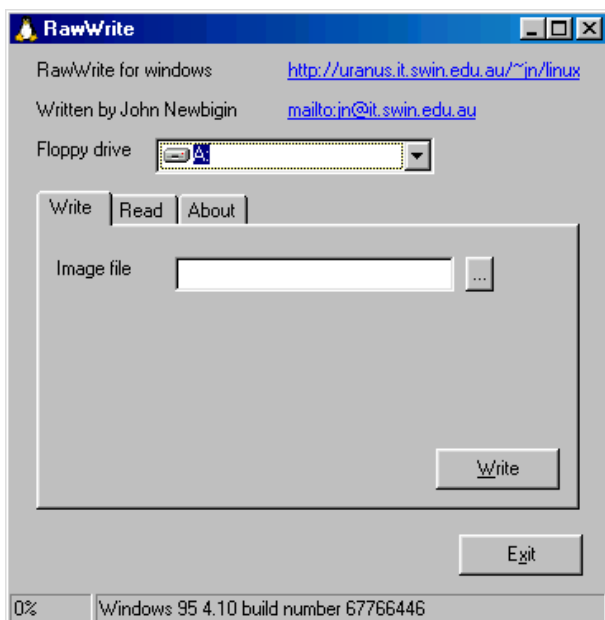 RawWrite
RawWrite for windows http://uranus.it.swin.edu.au/~jn/linux
Written by John Newbigin mailto:jn@it.swin.edu.au
Floppy drive A:
Write Read About
Image file ...
Write
Exit
0% Windows 95 4.10 build number 67766446